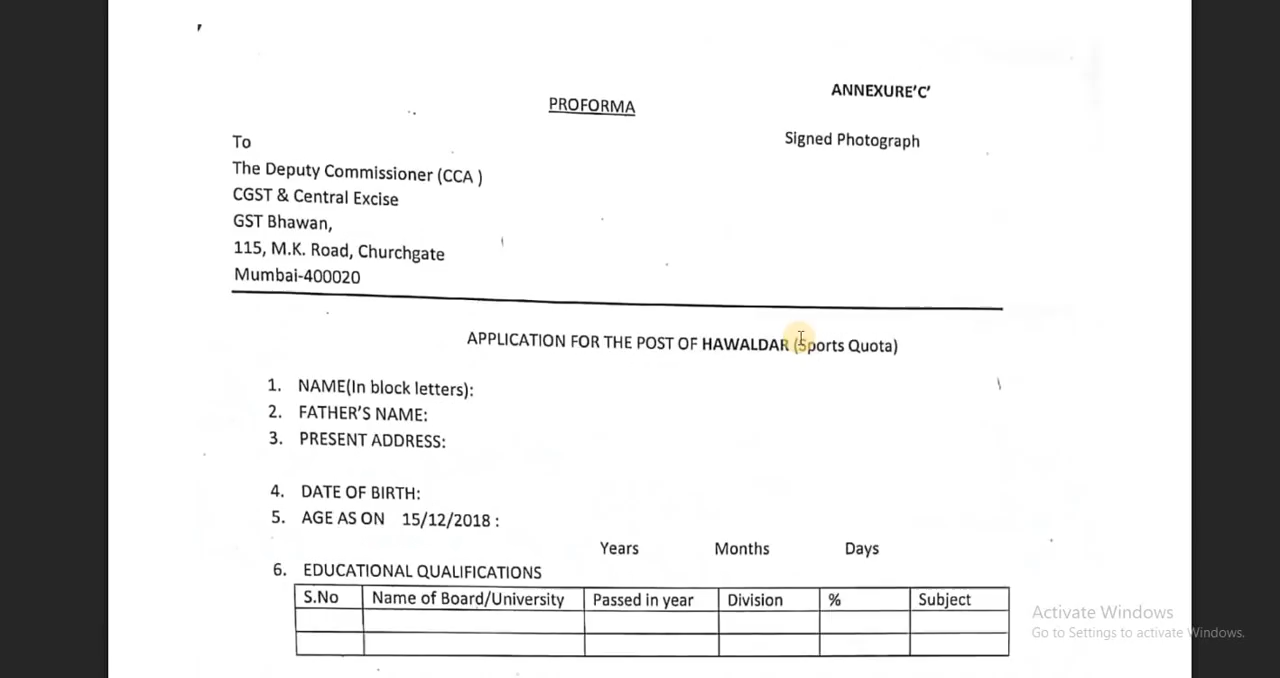 ANNEXURE'C'
PROFORMA
Signed Photograph
To
The Deputy Commissioner (CCA )
CGST & Central Excise
GST Bhawan,
115, M.K. Road, Churchgate
Mumbai-400020
APPLICATION FOR THE POST OF HAWALDAR (Sports Quota)
1. NAME(In block letters):
2. FATHER'S NAME:
3. PRESENT ADDRESS:
4. DATE OF BIRTH:
5. AGE AS ON 15/12/2018 :
Years Months Days
6. EDUCATIONAL QUALIFICATIONS
S.No Name of Board/University Passed in year Division % Subject
Activate Windows
Go to Settings to activate Windows.